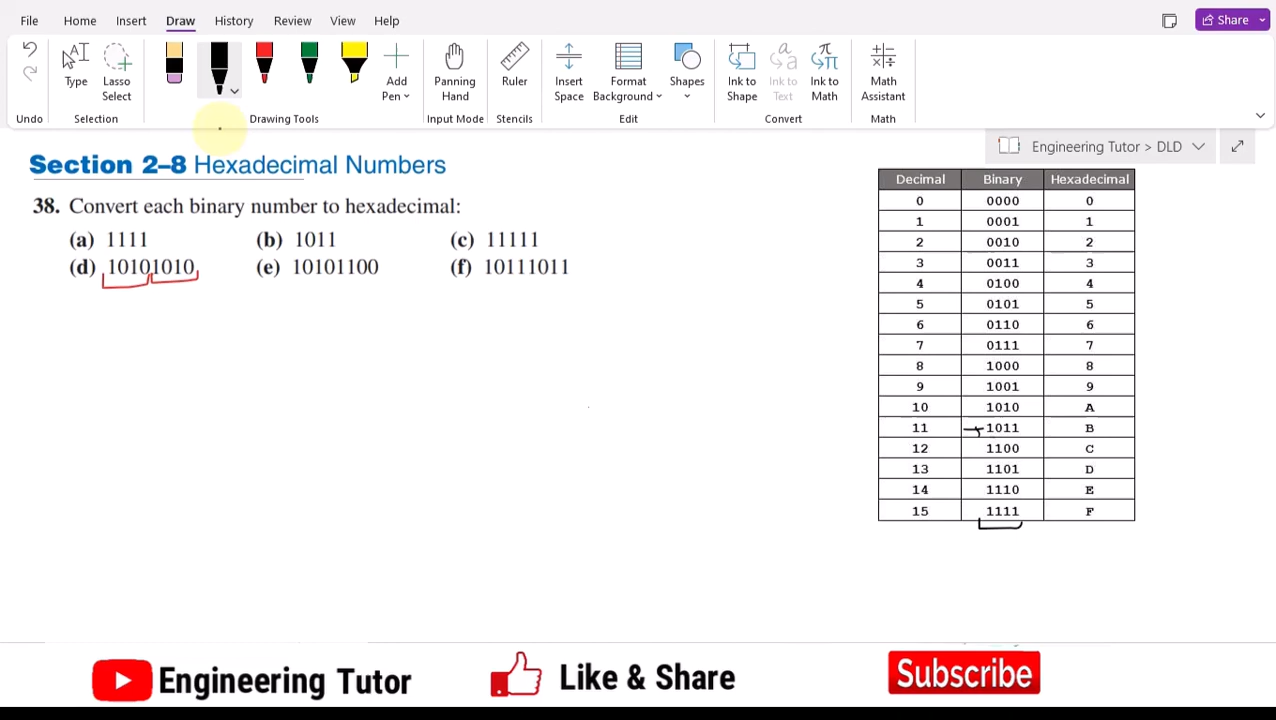 File Home Insert Draw History Review View Help Share
Type Lasso Select Add Pen Panning Hand Ruler Insert Space Format Background Shapes Ink to Shape Ink to Text Ink to Math Math Assistant
Undo Selection Drawing Tools Input Mode Stencils Edit Convert Math
Engineering Tutor > DLD
Section 2–8 Hexadecimal Numbers
38. Convert each binary number to hexadecimal:
(a) 1111 (b) 1011 (c) 11111
(d) 10101010 (e) 10101100 (f) 10111011
Decimal Binary Hexadecimal
0 0000 0
1 0001 1
2 0010 2
3 0011 3
4 0100 4
5 0101 5
6 0110 6
7 0111 7
8 1000 8
9 1001 9
10 1010 A
11 1011 B
12 1100 C
13 1101 D
14 1110 E
15 1111 F
Engineering Tutor Like & Share Subscribe